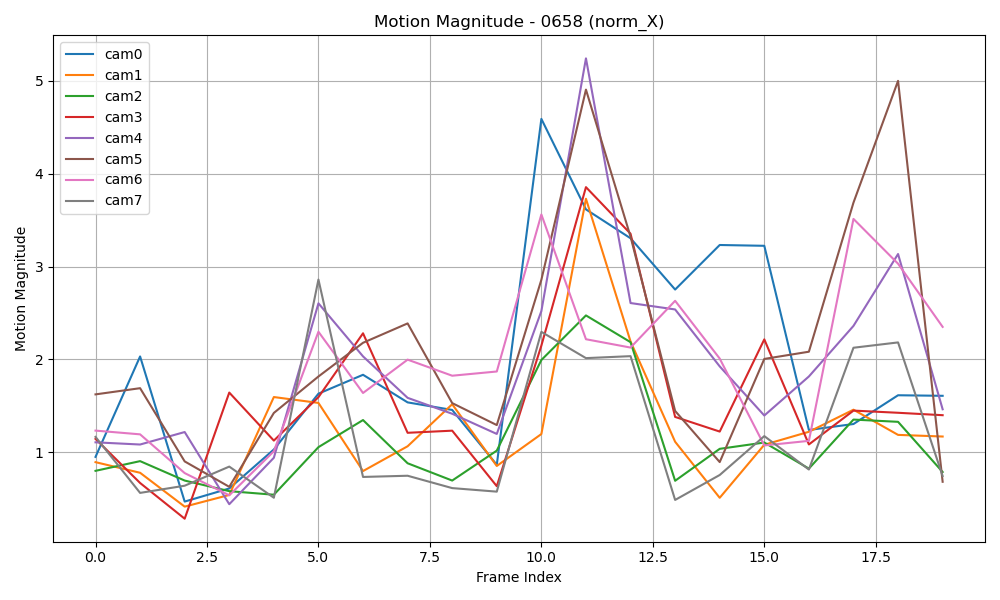 Motion Magnitude - 0658 (norm_X)
cam0
cam1
cam2
cam3
cam4
cam5
cam6
cam7
Motion Magnitude
5
4
3
2
1
0.0 2.5 5.0 7.5 10.0 12.5 15.0 17.5
Frame Index